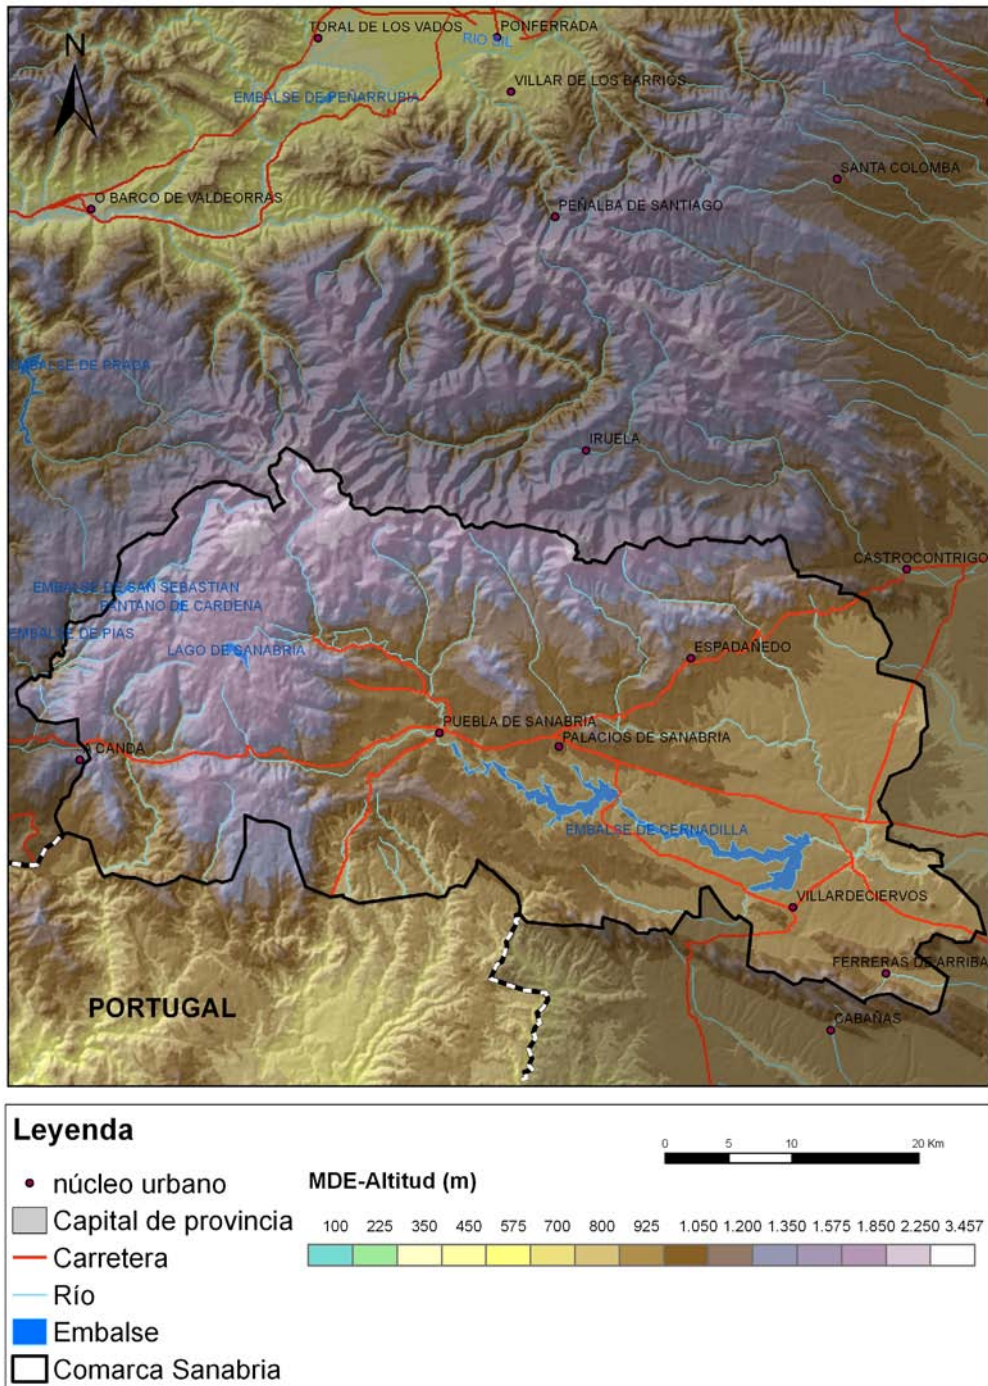 TORAL DE LOS VADOS
PONFERRADA
RIO SIL
N
VILLAR DE LOS BARRIOS
EMBALSE DE PEÑARRUBIA
SANTA COLOMBA
O BARCO DE VALDEORRAS
PEÑALBA DE SANTIAGO
EMBALSE DE PRADA
IRUELA
CASTROCONTRIGO
EMBALSE DE SAN SEBASTIAN
PANTANO DE CARDENA
EMBALSE DE PIAS
LAGO DE SANABRIA
ESPADAÑEDO
PUEBLA DE SANABRIA
PALACIOS DE SANABRIA
A CANDA
EMBALSE DE CERNADILLA
VILLARDECIERVOS
FERRERAS DE ARRIBA
PORTUGAL
CABAÑAS
Leyenda
núcleo urbano
Capital de provincia
Carretera
Río
Embalse
Comarca Sanabria
0 5 10 20 Km
MDE-Altitud (m)
100 225 350 450 575 700 800 925 1.050 1.200 1.350 1.575 1.850 2.250 3.457